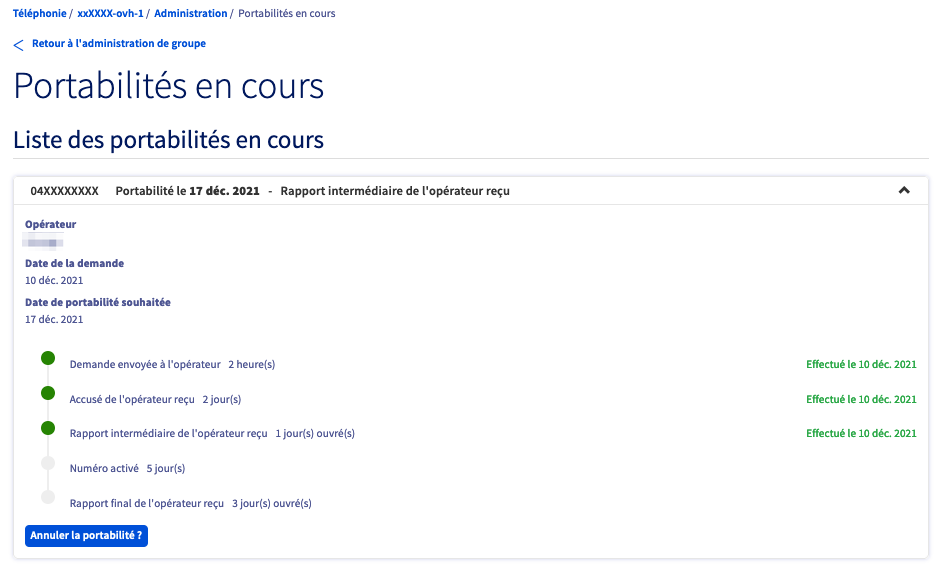 Téléphonie / xxXXXX-ovh-1 / Administration / Portabilités en cours
Retour à l'administration de groupe
Portabilités en cours
Liste des portabilités en cours
04XXXXXXXX Portabilité le 17 déc. 2021 - Rapport intermédiaire de l'opérateur reçu
Opérateur
Date de la demande
10 déc. 2021
Date de portabilité souhaitée
17 déc. 2021
Demande envoyée à l'opérateur 2 heure(s) Effectué le 10 déc. 2021
Accusé de l'opérateur reçu 2 jour(s) Effectué le 10 déc. 2021
Rapport intermédiaire de l'opérateur reçu 1 jour(s) ouvré(s) Effectué le 10 déc. 2021
Numéro activé 5 jour(s)
Rapport final de l'opérateur reçu 3 jour(s) ouvré(s)
Annuler la portabilité ?